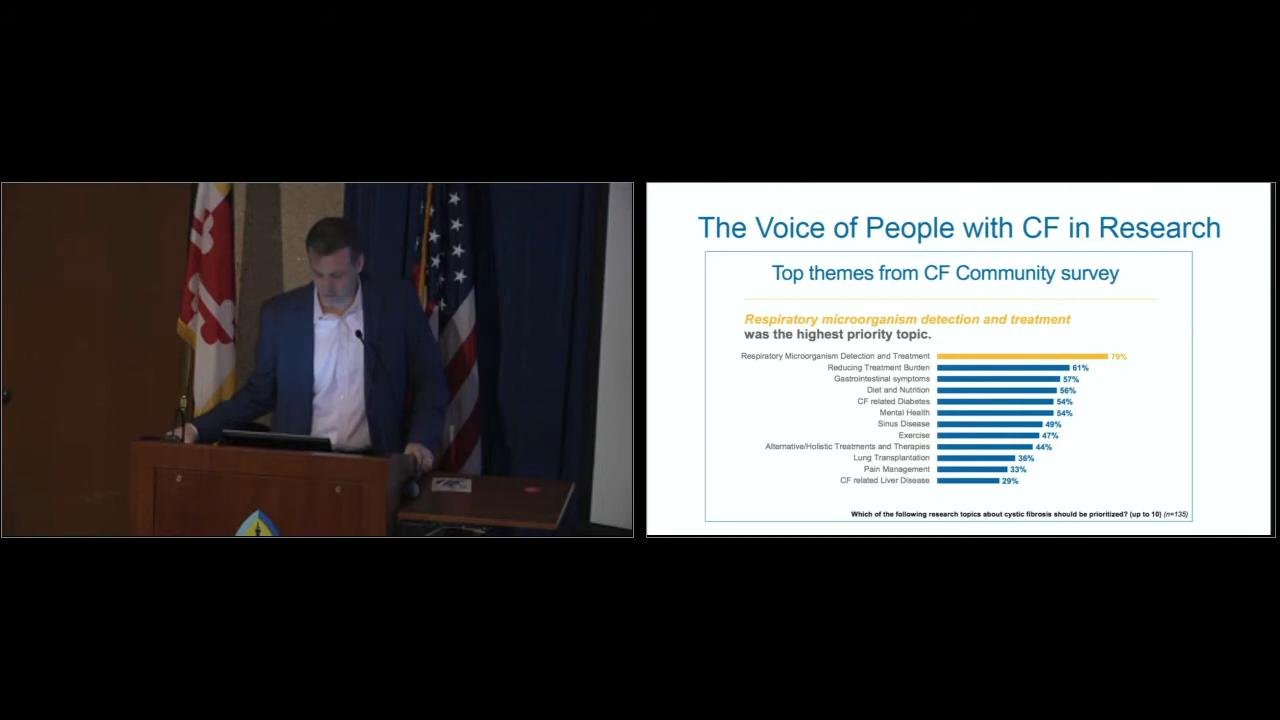 The Voice of People with CF in Research
Top themes from CF Community survey
Respiratory microorganism detection and treatment
was the highest priority topic.
Respiratory Microorganism Detection and Treatment 79%
Reducing Treatment Burden 61%
Gastrointestinal symptoms 57%
Diet and Nutrition 56%
CF related Diabetes 54%
Mental Health 54%
Sinus Disease 49%
Exercise 47%
Alternative/Holistic Treatments and Therapies 44%
Lung Transplantation 36%
Pain Management 33%
CF related Liver Disease 29%
Which of the following research topics about cystic fibrosis should be prioritized? (up to 10) (n=135)